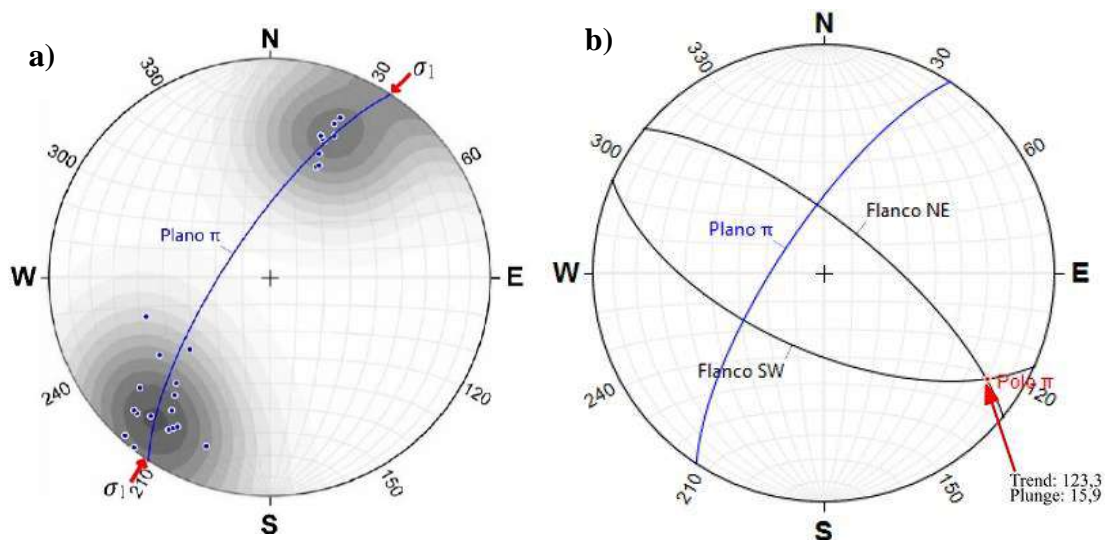 a)
N
30
σ1
60
E
120
150
S
210
σ1
240
W
300
330
Plano π
b)
N
30
60
E
120
150
S
210
240
W
300
330
Flanco NE
Plano π
Flanco SW
Polo π
Trend: 123,3
Plunge: 15,9